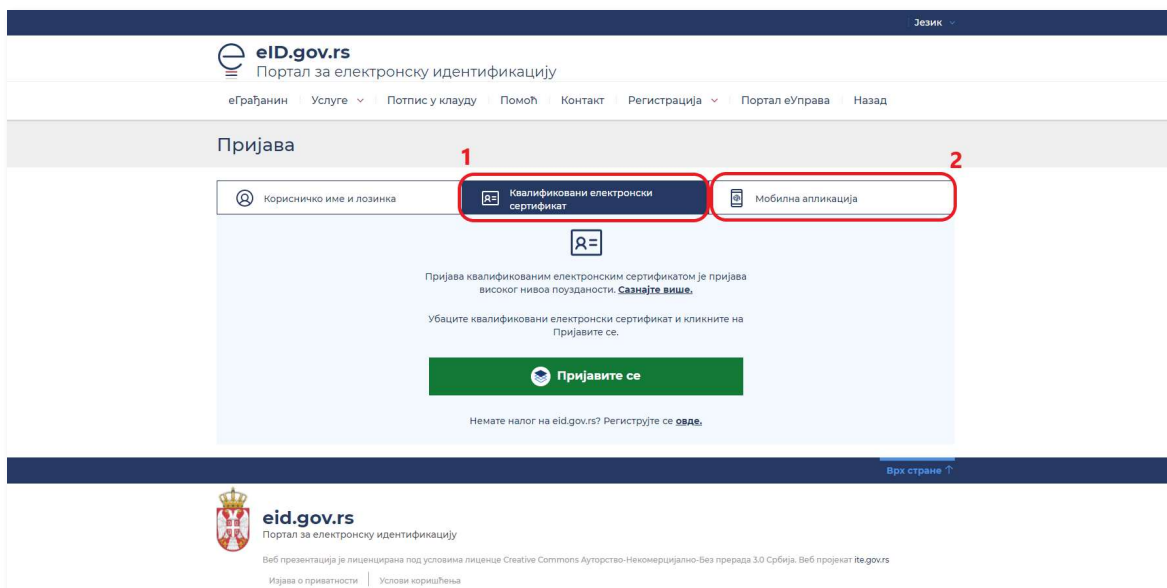 Језик
eID.gov.rs
Портал за електронску идентификацију
еГрађанин Услуге Потпис у клауду Помоћ Контакт Регистрација Портал еУправа Назад
Пријава
1
2
Корисничко име и лозинка
Квалификовани електронски
сертификат
Мобилна апликација
Пријава квалификованим електронским сертификатом је пријава
високог нивоа поузданости. Сазнајте више.
Убаците квалификовани електронски сертификат и кликните на
Пријавите се.
Пријавите се
Немате налог на eid.gov.rs? Региструјте се овде.
Врх стране ↑
eid.gov.rs
Портал за електронску идентификацију
Веб презентација је лиценцирана под условима лиценце Creative Commons Ауторство-Некомерцијално-Без прерада 3.0 Србија. Веб пројекат ite.gov.rs
Изјава о приватности | Услови коришћења